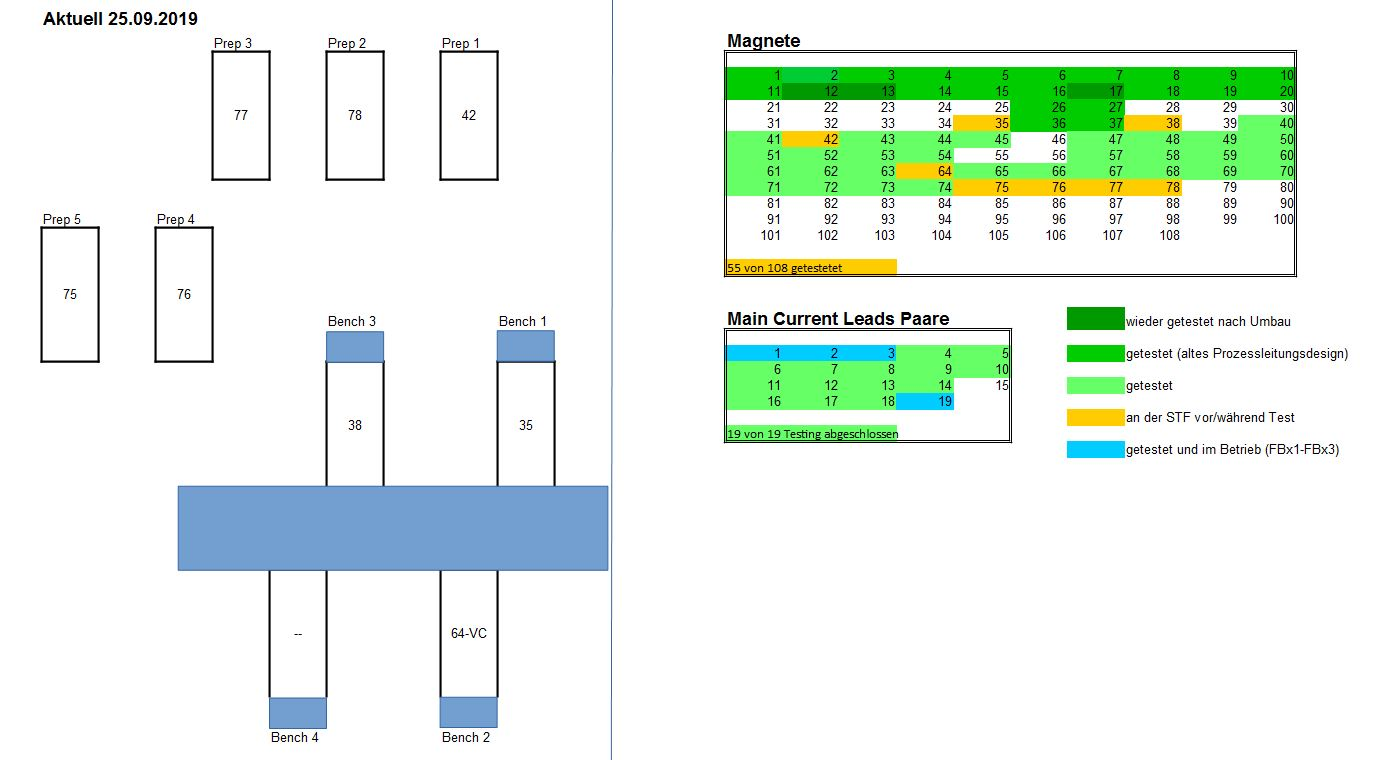 Aktuell 25.09.2019
Prep 3 Prep 2 Prep 1
77 78 42
Prep 5 Prep 4
75 76
Bench 3 Bench 1
38 35
-- 64-VC
Bench 4 Bench 2
Magnete
1 2 3 4 5 6 7 8 9 10
11 12 13 14 15 16 17 18 19 20
21 22 23 24 25 26 27 28 29 30
31 32 33 34 35 36 37 38 39 40
41 42 43 44 45 46 47 48 49 50
51 52 53 54 55 56 57 58 59 60
61 62 63 64 65 66 67 68 69 70
71 72 73 74 75 76 77 78 79 80
81 82 83 84 85 86 87 88 89 90
91 92 93 94 95 96 97 98 99 100
101 102 103 104 105 106 107 108
55 von 108 getestetet
Main Current Leads Paare
1 2 3 4 5
6 7 8 9 10
11 12 13 14 15
16 17 18 19
19 von 19 Testing abgeschlossen
wieder getestet nach Umbau
getestet (altes Prozessleitungsdesign)
getestet
an der STF vor/während Test
getestet und im Betrieb (FBx1-FBx3)